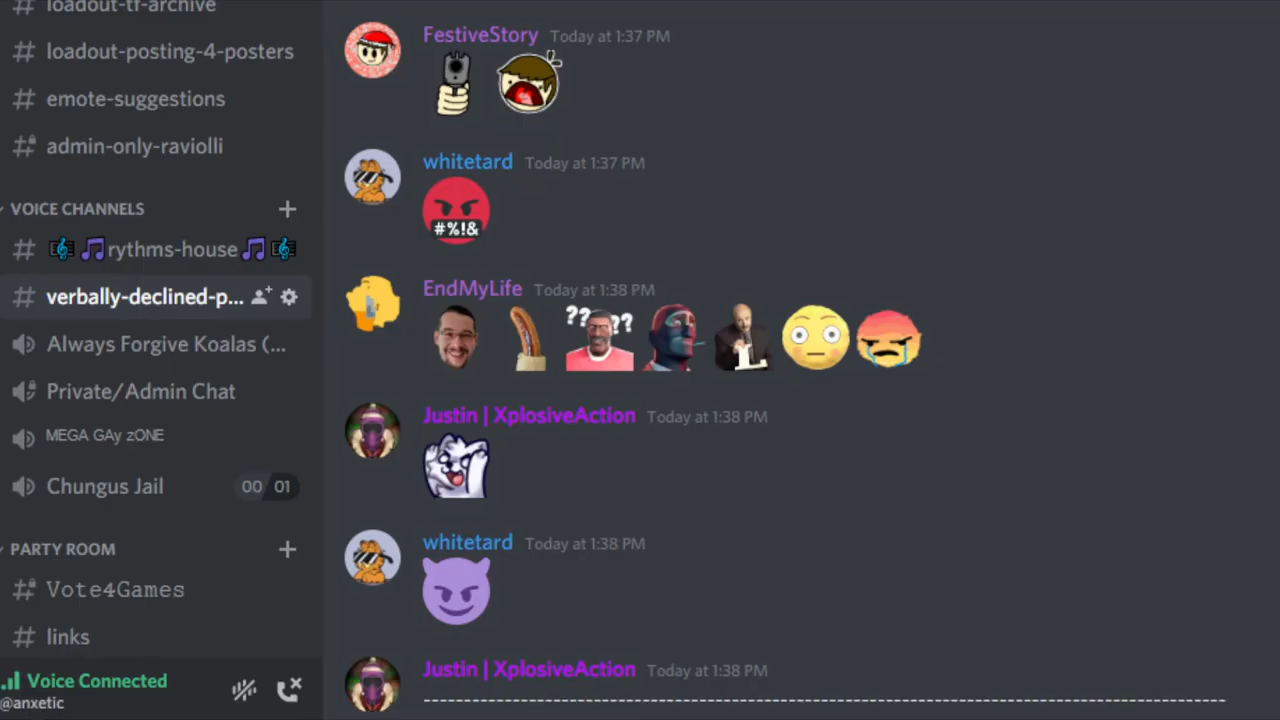 loadout-tf-archive
loadout-posting-4-posters
emote-suggestions
admin-only-raviolli
VOICE CHANNELS
rythms-house
verbally-declined-p...
Always Forgive Koalas (...
Private/Admin Chat
MEGA GAy zONE
Chungus Jail 00 01
PARTY ROOM
Vote4Games
links
Voice Connected
@anxetic
FestiveStory Today at 1:37 PM
whitetard Today at 1:37 PM
#%!&
EndMyLife Today at 1:38 PM
?? ??
L
Justin | XplosiveAction Today at 1:38 PM
whitetard Today at 1:38 PM
Justin | XplosiveAction Today at 1:38 PM
----------------------------------------------------------------------------------------------------